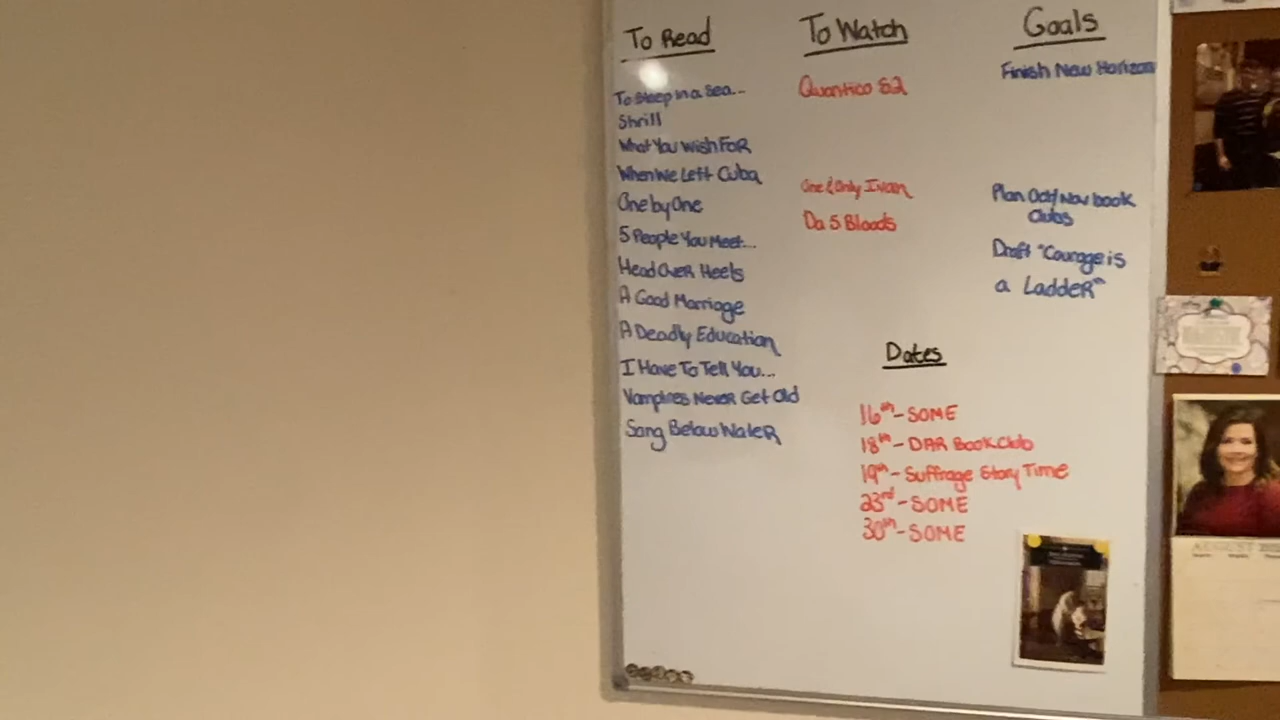 To Read
To Sleep in a Sea...
Shrill
What You Wish For
When We Left Cuba
One by One
5 People You Meet...
Head Over Heels
A Good Marriage
A Deadly Education
I Have To Tell You...
Vampires Never Get Old
Song Below Water
To Watch
Quantico S2
One & Only Ivan
Da 5 Bloods
Goals
Finish New Horizon
Plan Oct/Nov book
clubs
Draft "Courage is
a Ladder"
Dates
16th - SOME
18th - DAR Book Club
19th - Suffrage Story Time
23rd - SOME
30th - SOME
AUGUST